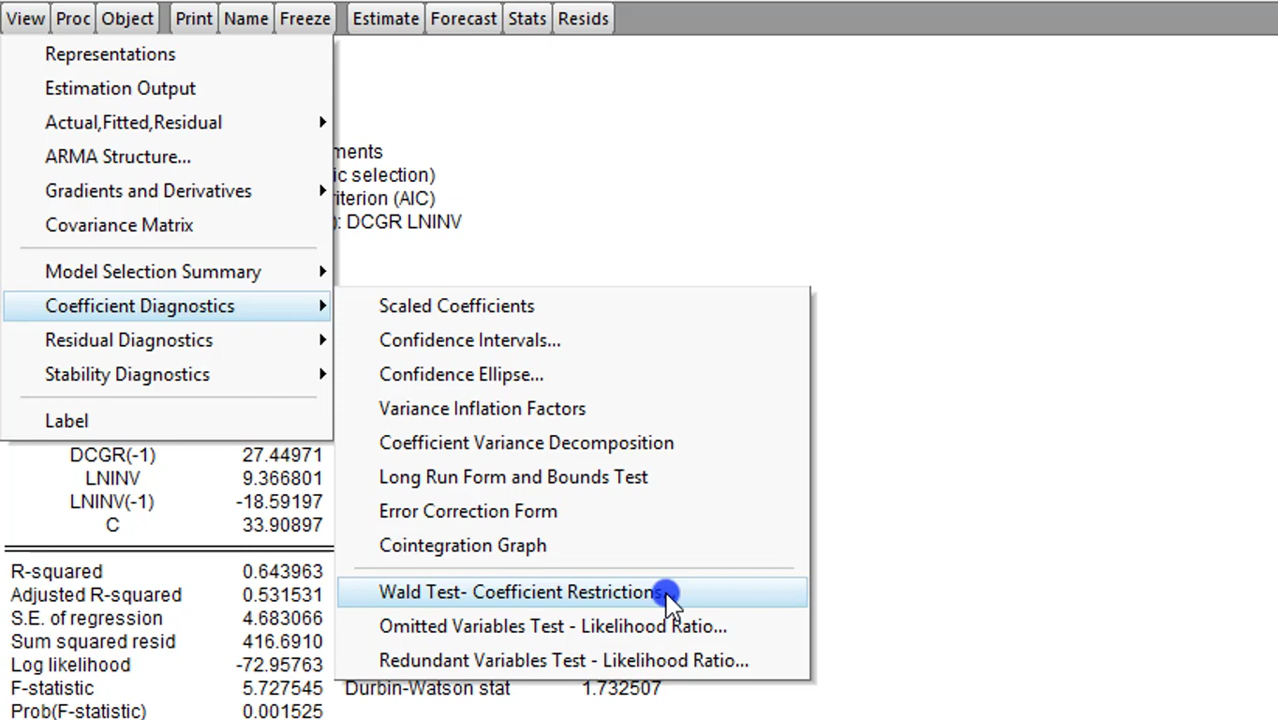 View Proc Object Print Name Freeze Estimate Forecast Stats Resids
Representations
Estimation Output
Actual,Fitted,Residual
ARMA Structure...
Gradients and Derivatives
Covariance Matrix
Model Selection Summary
Coefficient Diagnostics
Residual Diagnostics
Stability Diagnostics
Label
ments
ic selection)
iterion (AIC)
): DCGR LNINV
Scaled Coefficients
Confidence Intervals...
Confidence Ellipse...
Variance Inflation Factors
Coefficient Variance Decomposition
Long Run Form and Bounds Test
Error Correction Form
Cointegration Graph
Wald Test- Coefficient Restrictions...
Omitted Variables Test - Likelihood Ratio...
Redundant Variables Test - Likelihood Ratio...
DCGR(-1) 27.44971
LNINV 9.366801
LNINV(-1) -18.59197
C 33.90897
R-squared 0.643963
Adjusted R-squared 0.531531
S.E. of regression 4.683066
Sum squared resid 416.6910
Log likelihood -72.95763
F-statistic 5.727545 Durbin-Watson stat 1.732507
Prob(F-statistic) 0.001525